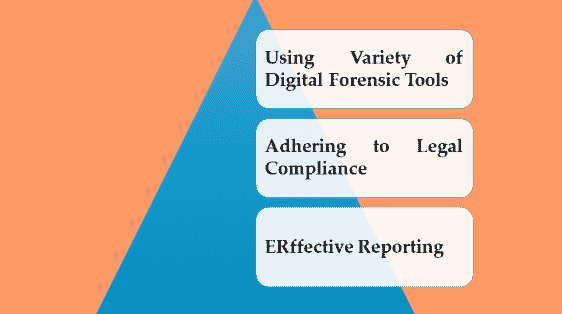 Using Variety of
Digital Forensic Tools
Adhering to Legal
Compliance
ERffective Reporting